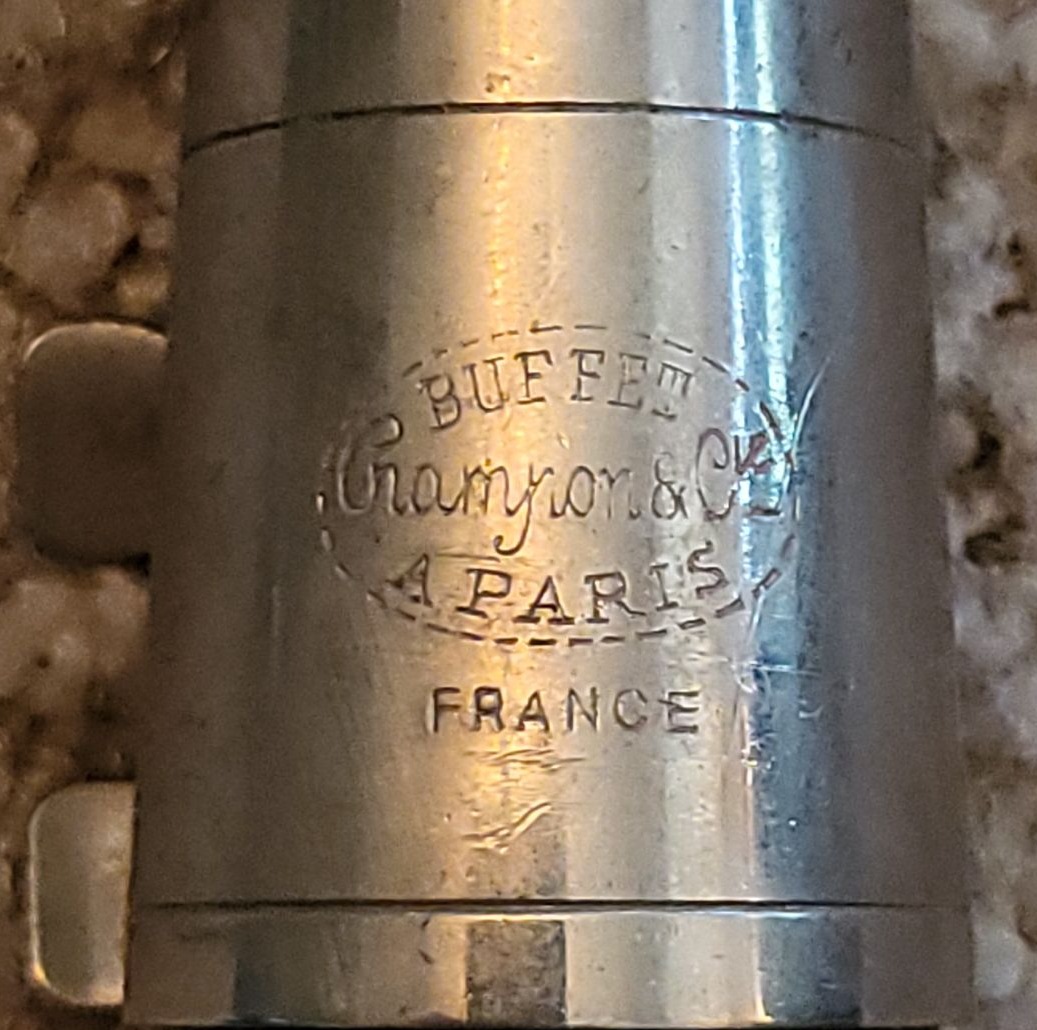 BUFFET
Crampon & Cie
A PARIS
FRANCE